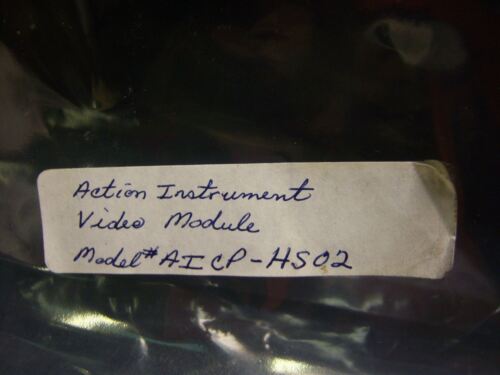 Action Instrument
Video Module
Model# AICP-HS02